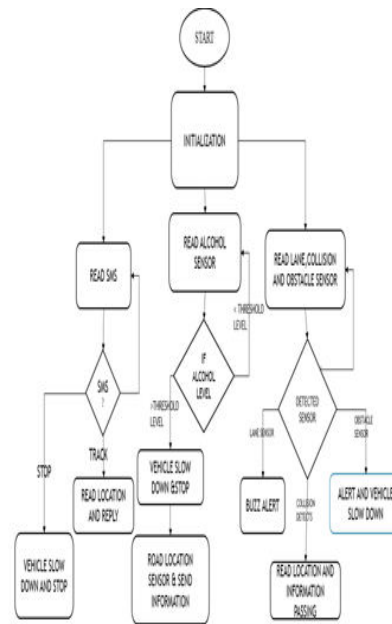 START
INITIALIZATION
READ SMS
READ ALCOHOL
SENSOR
READ LANE,COLLISION
AND OBSTACLE SENSOR
< THRESHOLD
LEVEL
SMS
?
IF
ALCOHOL
LEVEL
DETECTED
SENSOR
>THRESHOLD
LEVEL
LANE SENSOR
OBSTACLE
SENSOR
STOP
TRACK
READ LOCATION
AND REPLY
VEHICLE SLOW
DOWN &STOP
BUZZ ALERT
COLLISION
DETECTS
ALERT AND VEHICLE
SLOW DOWN
VEHICLE SLOW
DOWN AND STOP
ROAD LOCATION
SENSOR & SEND
INFORMATION
READ LOCATION AND
INFORMATION
PASSING